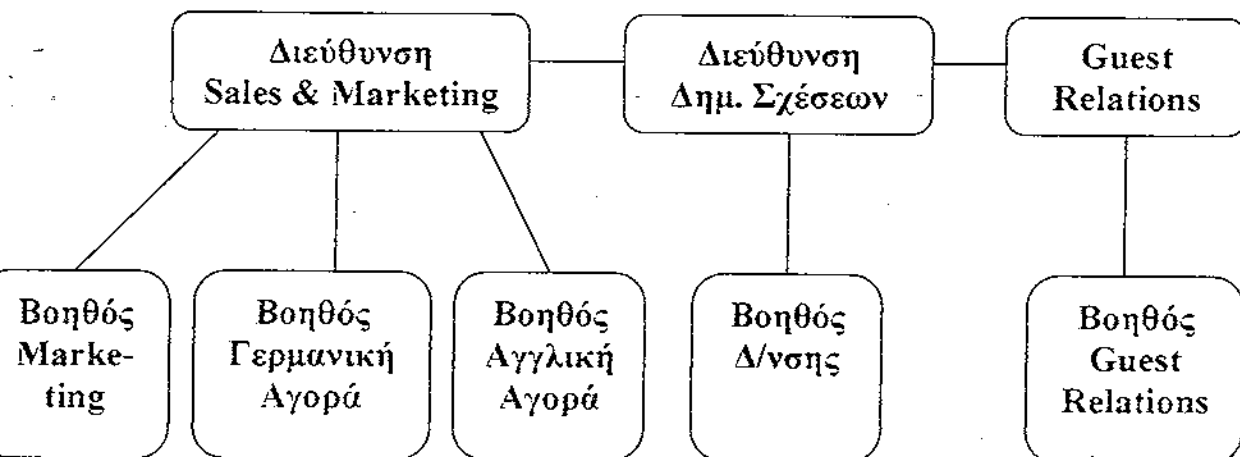 Διεύθυνση
Sales & Marketing
Διεύθυνση
Δημ. Σχέσεων
Guest
Relations
Βοηθός
Marke-
ting
Βοηθός
Γερμανική
Αγορά
Βοηθός
Αγγλική
Αγορά
Βοηθός
Δ/νσης
Βοηθός
Guest
Relations